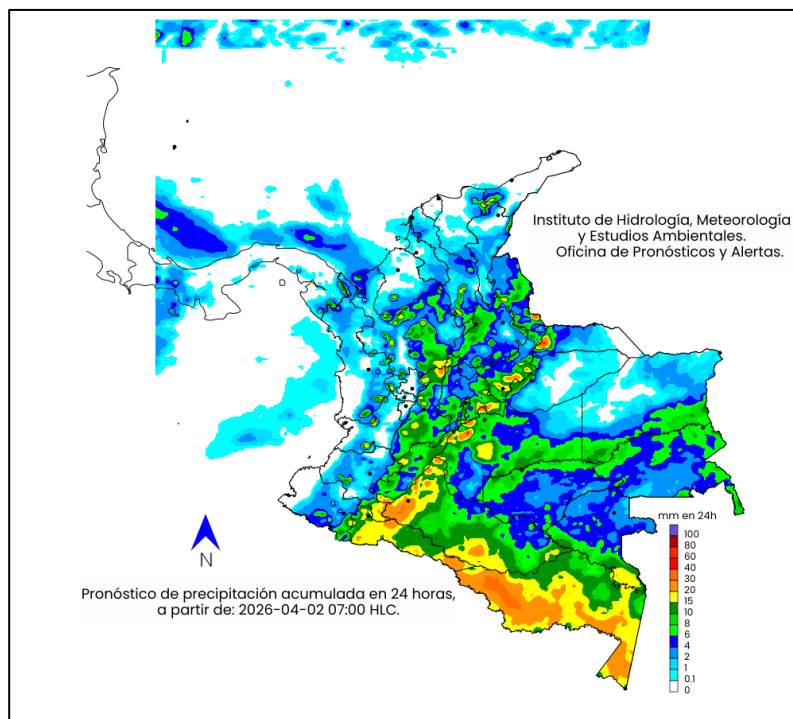 Instituto de Hidrología, Meteorología
y Estudios Ambientales.
Oficina de Pronósticos y Alertas.
N
Pronóstico de precipitación acumulada en 24 horas,
a partir de: 2026-04-02 07:00 HLC.
mm en 24h
100
80
60
40
30
20
15
10
8
6
4
2
1
0.1
0